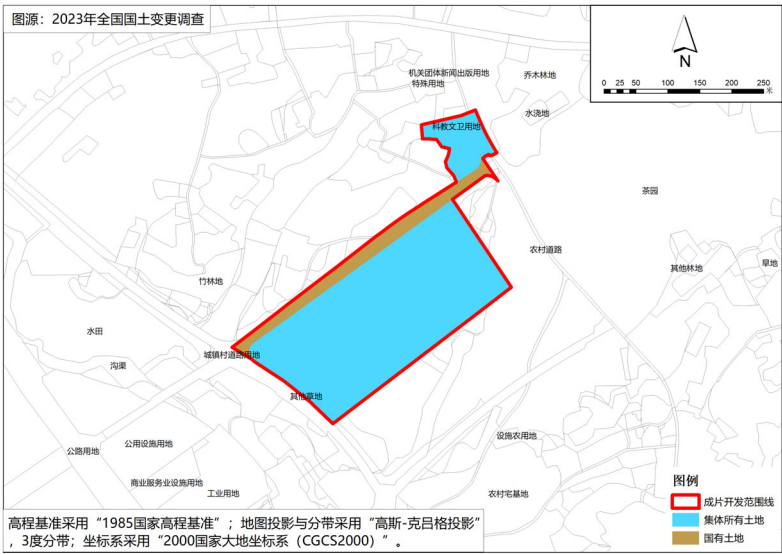 图源：2023年全国国土变更调查
N
0 25 50 100 150 200 250
米
机关团体新闻出版用地
特殊用地
乔木林地
水浇地
科教文卫用地
茶园
农村道路
其他林地
旱地
竹林地
水田
城镇村道路用地
沟渠
其他草地
设施农用地
公用设施用地
公路用地
商业服务业设施用地
工业用地
农村宅基地
图例
成片开发范围线
集体所有土地
国有土地
高程基准采用“1985国家高程基准”；地图投影与分带采用“高斯-克吕格投影”
，3度分带；坐标系采用“2000国家大地坐标系（CGCS2000）”。